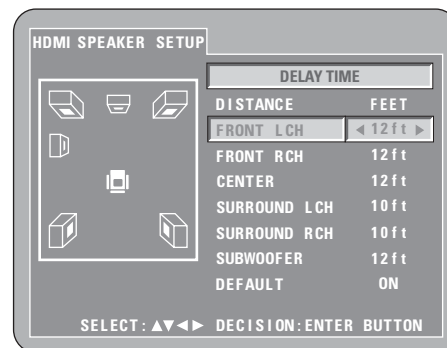 HDMI SPEAKER SETUP
DELAY TIME
DISTANCE FEET
FRONT LCH ◀ 12ft ▶
FRONT RCH 12ft
CENTER 12ft
SURROUND LCH 10ft
SURROUND RCH 10ft
SUBWOOFER 12ft
DEFAULT ON
SELECT: ▲▼◀▶ DECISION: ENTER BUTTON